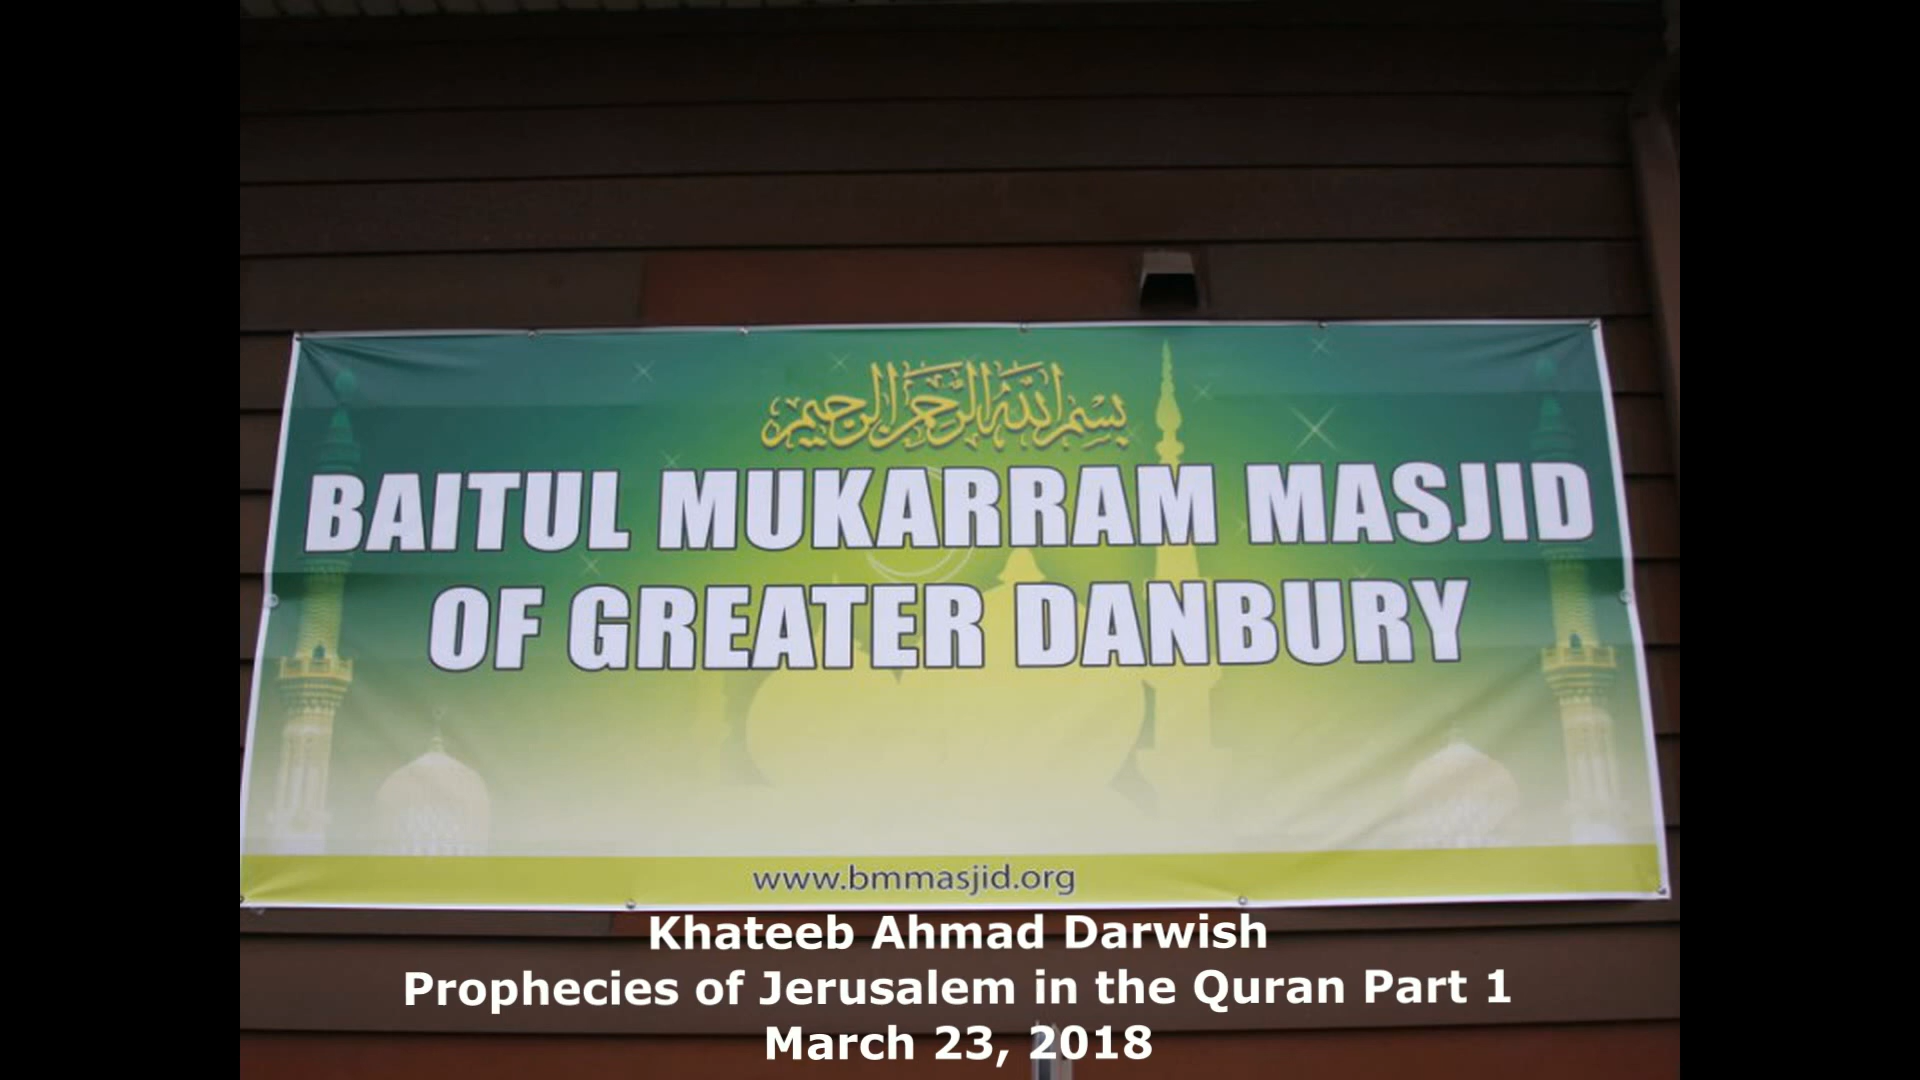 بسم الله الرحمن الرحيم
BAITUL MUKARRAM MASJID
OF GREATER DANBURY
www.bmmasjid.org
Khateeb Ahmad Darwish
Prophecies of Jerusalem in the Quran Part 1
March 23, 2018